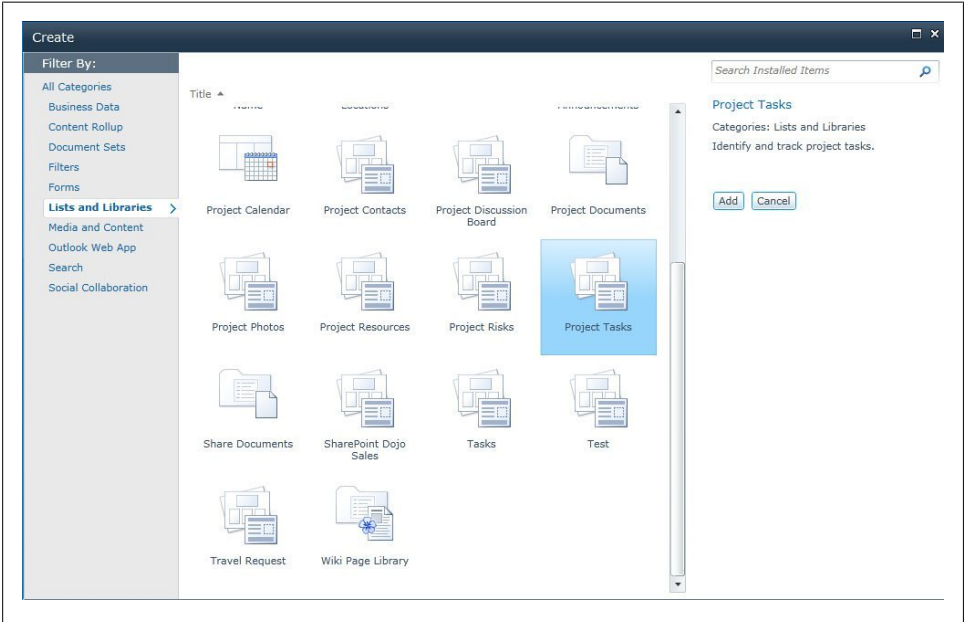 Create
Filter By:
All Categories
Business Data
Content Rollup
Document Sets
Filters
Forms
Lists and Libraries
Media and Content
Outlook Web App
Search
Social Collaboration
Title
Project Calendar
Project Contacts
Project Discussion
Board
Project Documents
Project Photos
Project Resources
Project Risks
Project Tasks
Share Documents
SharePoint Dojo
Sales
Tasks
Test
Travel Request
Wiki Page Library
Search Installed Items
Project Tasks
Categories: Lists and Libraries
Identify and track project tasks.
Add
Cancel